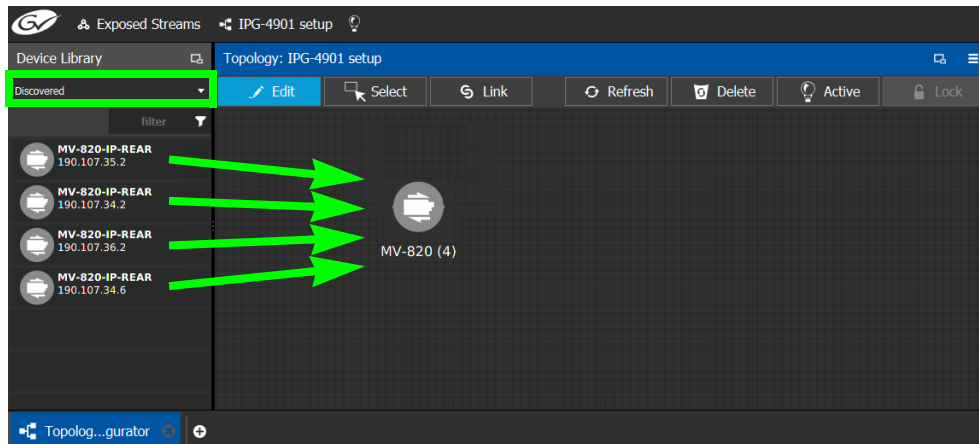 GV Exposed Streams IPG-4901 setup
Device Library
Topology: IPG-4901 setup
Discovered
Edit Select Link Refresh Delete Active Lock
filter
MV-820-IP-REAR
190.107.35.2
MV-820-IP-REAR
190.107.34.2
MV-820-IP-REAR
190.107.36.2
MV-820-IP-REAR
190.107.34.6
MV-820 (4)
Topolog...gurator